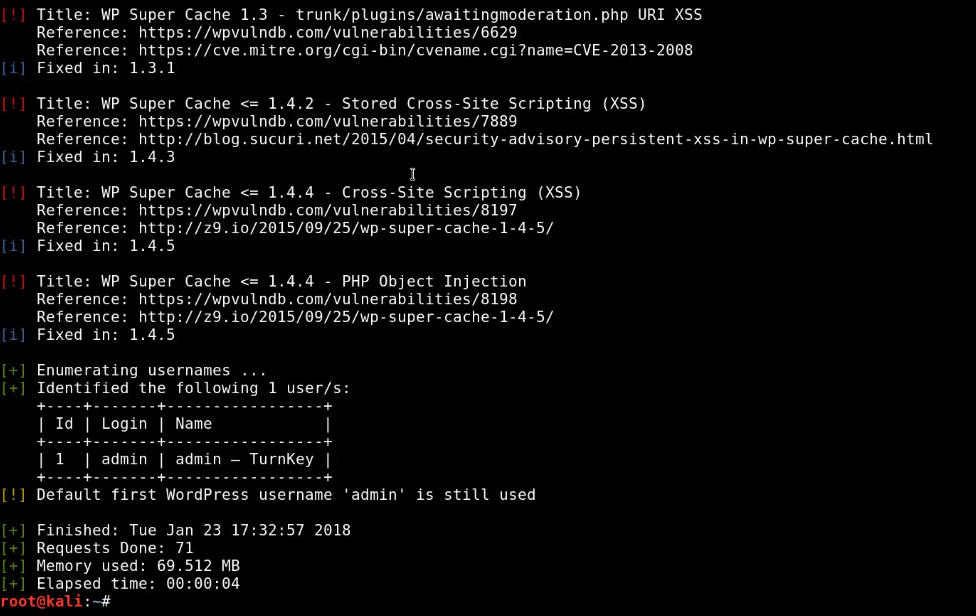 [!] Title: WP Super Cache 1.3 - trunk/plugins/awaitingmoderation.php URI XSS
    Reference: https://wpvulndb.com/vulnerabilities/6629
    Reference: https://cve.mitre.org/cgi-bin/cvename.cgi?name=CVE-2013-2008
[i] Fixed in: 1.3.1

[!] Title: WP Super Cache <= 1.4.2 - Stored Cross-Site Scripting (XSS)
    Reference: https://wpvulndb.com/vulnerabilities/7889
    Reference: http://blog.sucuri.net/2015/04/security-advisory-persistent-xss-in-wp-super-cache.html
[i] Fixed in: 1.4.3

[!] Title: WP Super Cache <= 1.4.4 - Cross-Site Scripting (XSS)
    Reference: https://wpvulndb.com/vulnerabilities/8197
    Reference: http://z9.io/2015/09/25/wp-super-cache-1-4-5/
[i] Fixed in: 1.4.5

[!] Title: WP Super Cache <= 1.4.4 - PHP Object Injection
    Reference: https://wpvulndb.com/vulnerabilities/8198
    Reference: http://z9.io/2015/09/25/wp-super-cache-1-4-5/
[i] Fixed in: 1.4.5

[+] Enumerating usernames ...
[+] Identified the following 1 user/s:
    +----+-------+-----------------+
    | Id | Login | Name            |
    +----+-------+-----------------+
    | 1  | admin | admin – TurnKey |
    +----+-------+-----------------+
[!] Default first WordPress username 'admin' is still used

[+] Finished: Tue Jan 23 17:32:57 2018
[+] Requests Done: 71
[+] Memory used: 69.512 MB
[+] Elapsed time: 00:00:04
root@kali:~#